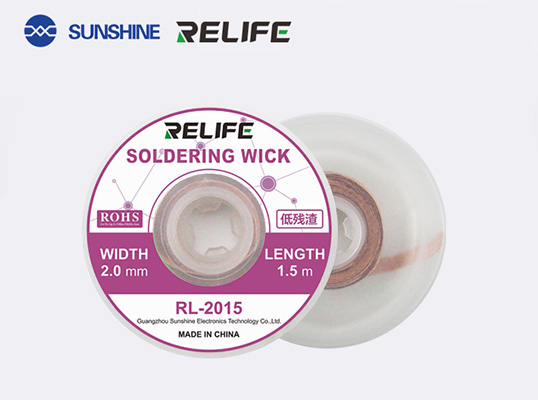 SUNSHINE RELIFE
RELIFE
SOLDERING WICK
ROHS
低残渣
WIDTH
2.0 mm
LENGTH
1.5 m
RL-2015
Guangzhou Sunshine Electronics Technology Co.,Ltd.
MADE IN CHINA